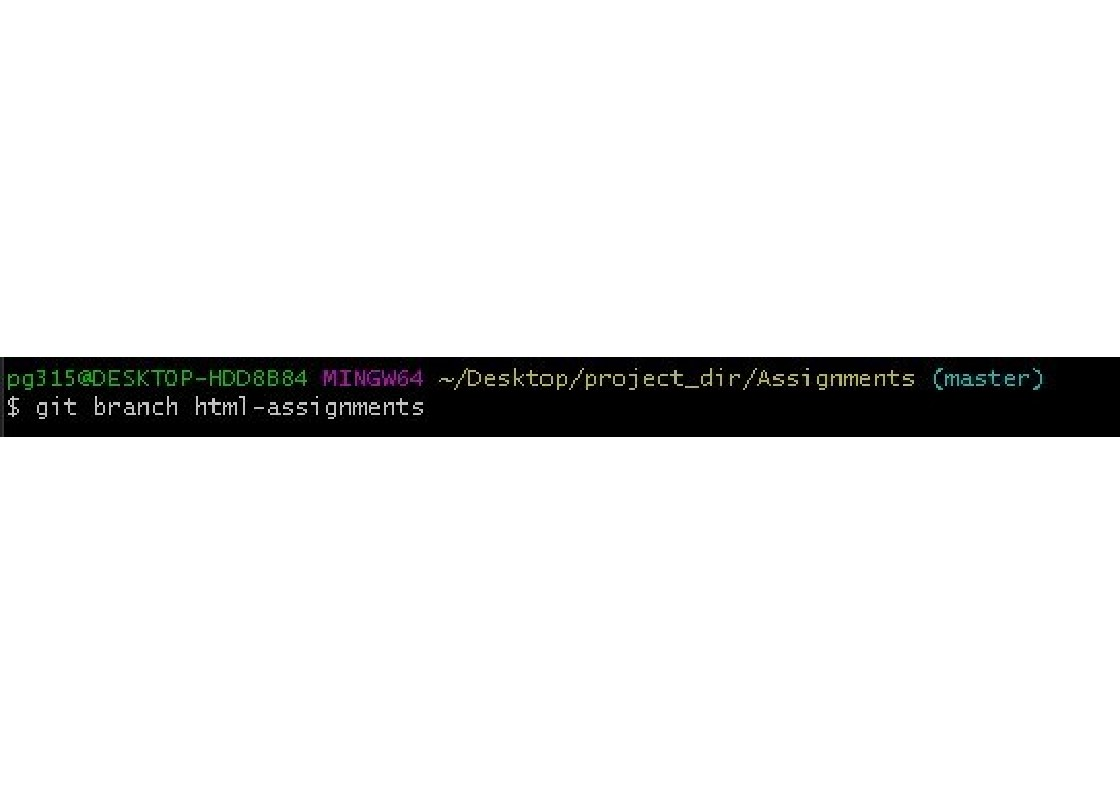 pg315@DESKTOP-HDD8B84 MINGW64 ~/Desktop/project_dir/Assignments (master)
$ git branch html-assignments